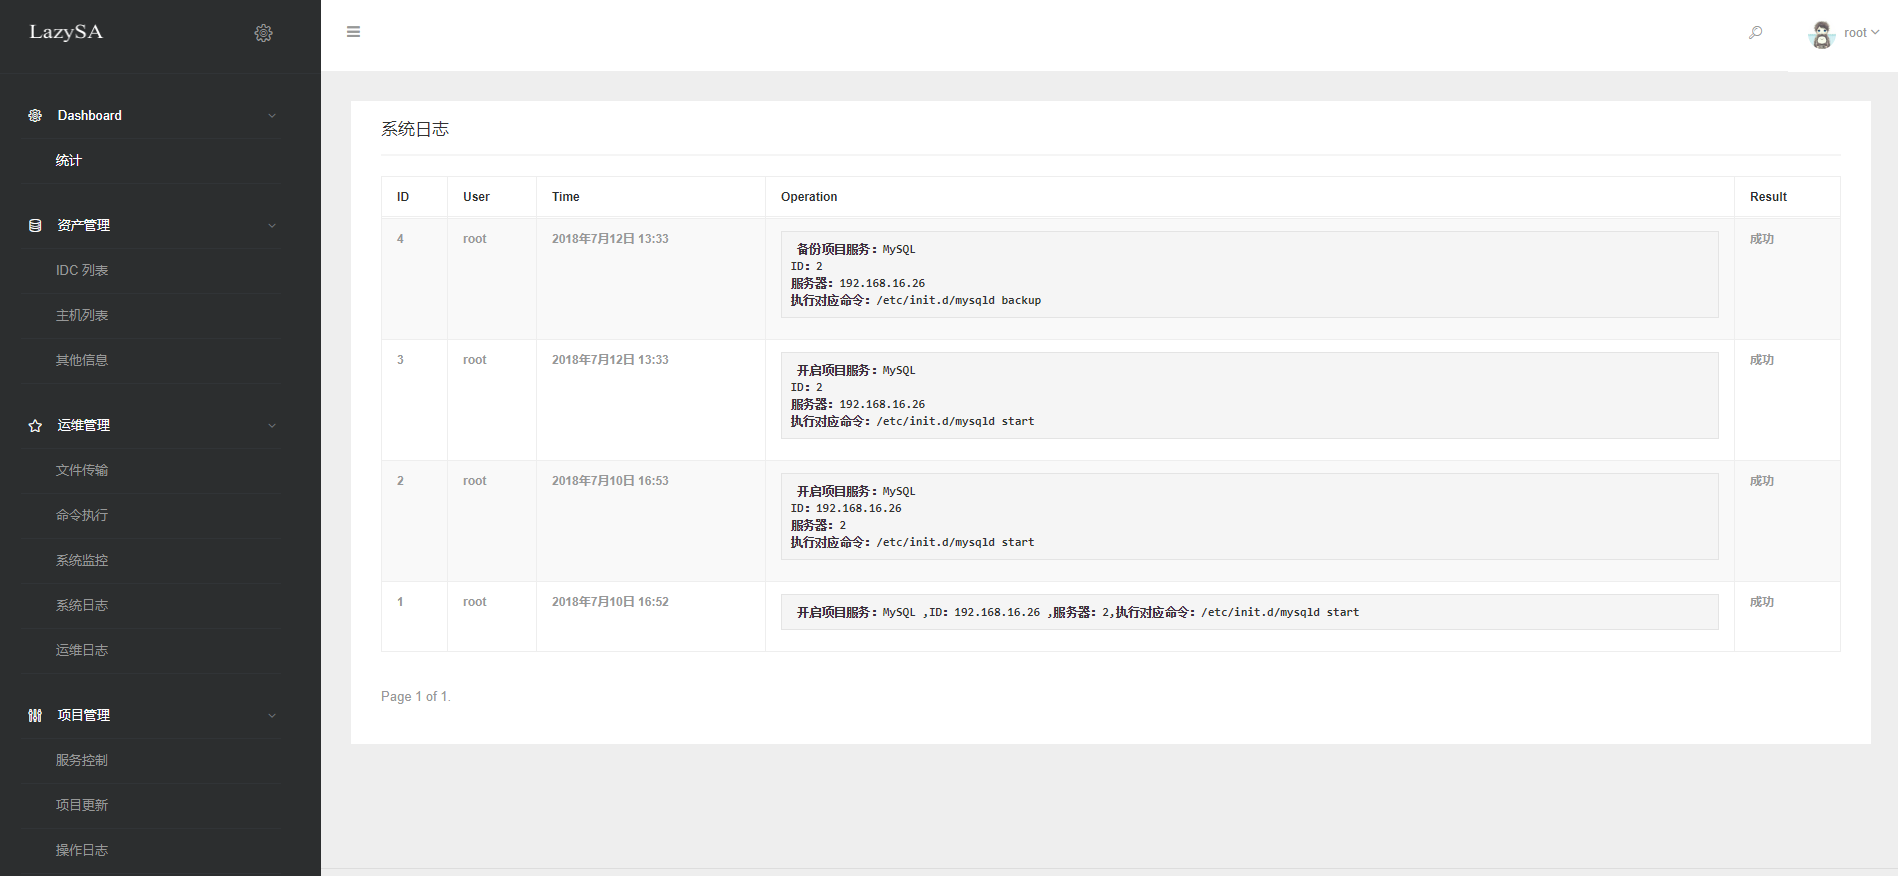 LazySA
root
Dashboard
统计
资产管理
IDC 列表
主机列表
其他信息
运维管理
文件传输
命令执行
系统监控
系统日志
运维日志
项目管理
服务控制
项目更新
操作日志
系统日志
ID User Time Operation Result
4 root 2018年7月12日 13:33 备份项目服务：MySQL 成功
ID：2
服务器：192.168.16.26
执行对应命令：/etc/init.d/mysqld backup
3 root 2018年7月12日 13:33 开启项目服务：MySQL 成功
ID：2
服务器：192.168.16.26
执行对应命令：/etc/init.d/mysqld start
2 root 2018年7月10日 16:53 开启项目服务：MySQL 成功
ID：192.168.16.26
服务器：2
执行对应命令：/etc/init.d/mysqld start
1 root 2018年7月10日 16:52 开启项目服务：MySQL ,ID：192.168.16.26 ,服务器：2,执行对应命令：/etc/init.d/mysqld start 成功
Page 1 of 1.